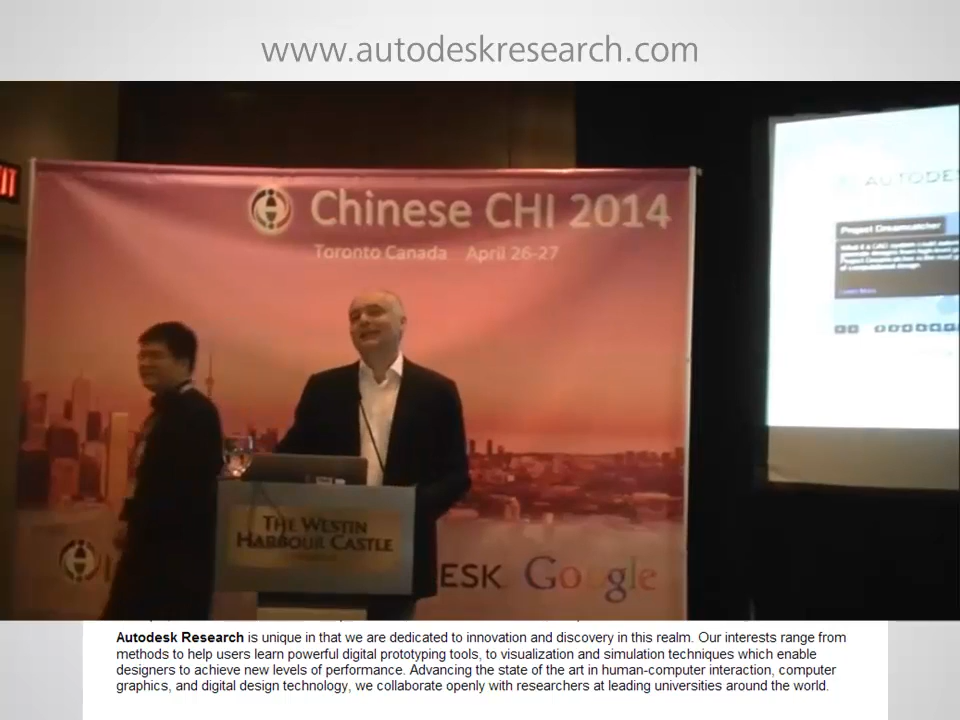 www.autodeskresearch.com
Chinese CHI 2014
Toronto Canada April 26-27
AUTODE
Project Dreamcatcher
Learn More
THE WESTIN
HARBOUR CASTLE
ESK Google
Autodesk Research is unique in that we are dedicated to innovation and discovery in this realm. Our interests range from
methods to help users learn powerful digital prototyping tools, to visualization and simulation techniques which enable
designers to achieve new levels of performance. Advancing the state of the art in human-computer interaction, computer
graphics, and digital design technology, we collaborate openly with researchers at leading universities around the world.